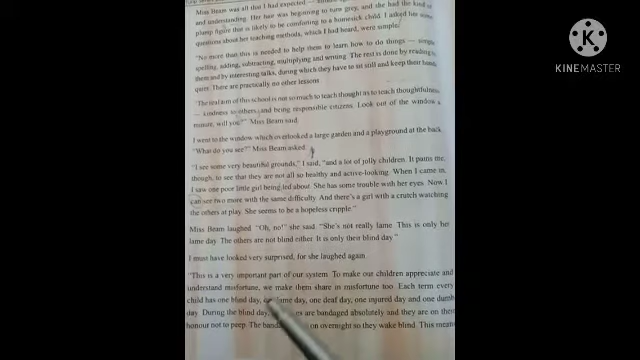 Miss Beam was all that I had expected
and understanding. Her hair was beginning to turn grey, and she had the kind of
plump figure that is likely to be comforting to a homesick child. I asked her some
questions about her teaching methods, which I had heard, were simple.
"No more than this is needed to help them to learn how to do things — simple
spelling, adding, subtracting, multiplying and writing. The rest is done by reading to
them and by interesting talks, during which they have to sit still and keep their hands
quiet. There are practically no other lessons.
"The real aim of this school is not so much to teach thought as to teach thoughtfulness
— kindness to others, and being responsible citizens. Look out of the window a
minute, will you?" Miss Beam said.
I went to the window which overlooked a large garden and a playground at the back.
"What do you see?" Miss Beam asked.
"I see some very beautiful grounds," I said, "and a lot of jolly children. It pains me,
though, to see that they are not all so healthy and active-looking. When I came in,
I saw one poor little girl being led about. She has some trouble with her eyes. Now I
can see two more with the same difficulty. And there's a girl with a crutch watching
the others at play. She seems to be a hopeless cripple."
Miss Beam laughed. "Oh, no!" she said. "She's not really lame. This is only her
lame day. The others are not blind either. It is only their blind day."
I must have looked very surprised, for she laughed again.
"This is a very important part of our system. To make our children appreciate and
understand misfortune, we make them share in misfortune too. Each term every
child has one blind day, lame day, one deaf day, one injured day and one dumb
day. During the blind day, are bandaged absolutely and they are on their
honour not to peep. The on overnight so they wake blind. This means
KINEMASTER